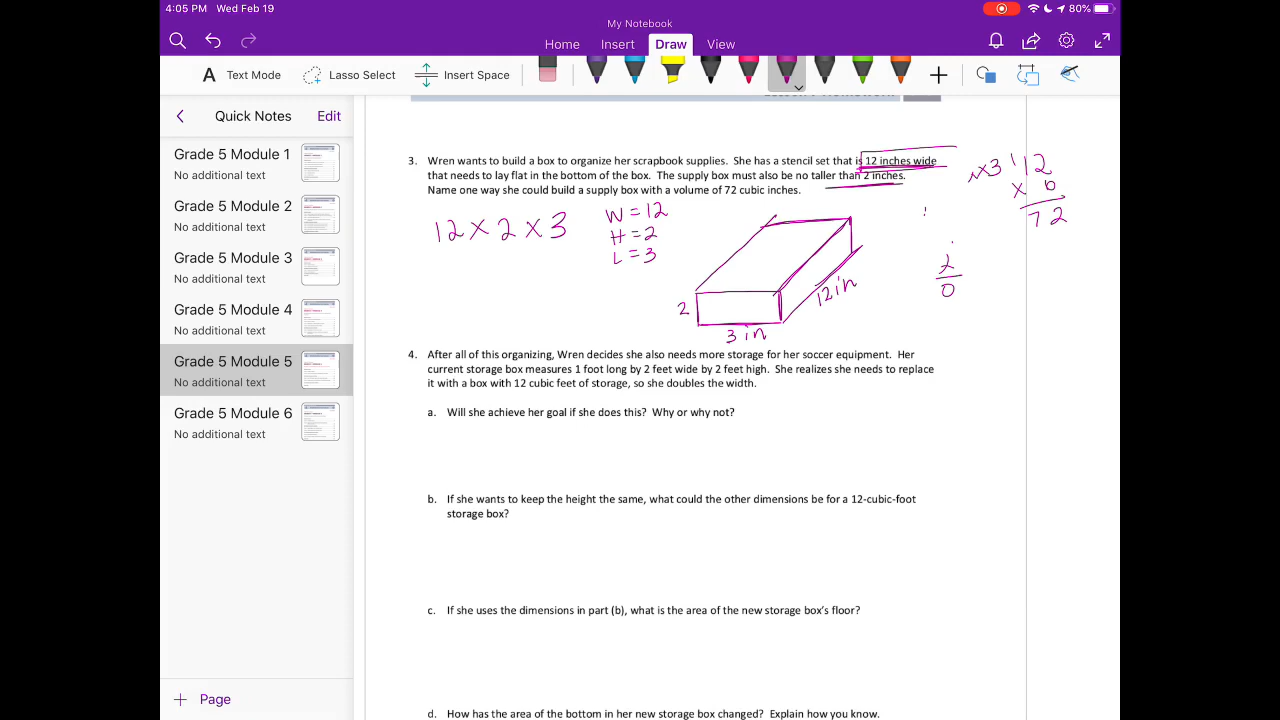 4:05 PM Wed Feb 19
80%
My Notebook
Home Insert Draw View
Text Mode Lasso Select Insert Space
Quick Notes Edit
Grade 5 Module 1
No additional text
Grade 5 Module 2
No additional text
Grade 5 Module 3
No additional text
Grade 5 Module 4
No additional text
Grade 5 Module 5
No additional text
Grade 5 Module 6
No additional text
Page
3. Wren wants to build a box to organize her scrapbook supplies. She has a stencil set that is 12 inches wide
that needs to lay flat in the bottom of the box. The supply box must also be no taller than 2 inches.
Name one way she could build a supply box with a volume of 72 cubic inches.
12 x 2 x 3
W = 12
H = 2
L = 3
2
3 in
12 in
x3
12
x 6
72
2
0
4. After all of this organizing, Wren decides she also needs more storage for her soccer equipment. Her
current storage box measures 1 foot long by 2 feet wide by 2 feet high. She realizes she needs to replace
it with a box with 12 cubic feet of storage, so she doubles the width.
a. Will she achieve her goal if she does this? Why or why not?
b. If she wants to keep the height the same, what could the other dimensions be for a 12-cubic-foot
storage box?
c. If she uses the dimensions in part (b), what is the area of the new storage box's floor?
d. How has the area of the bottom in her new storage box changed? Explain how you know.